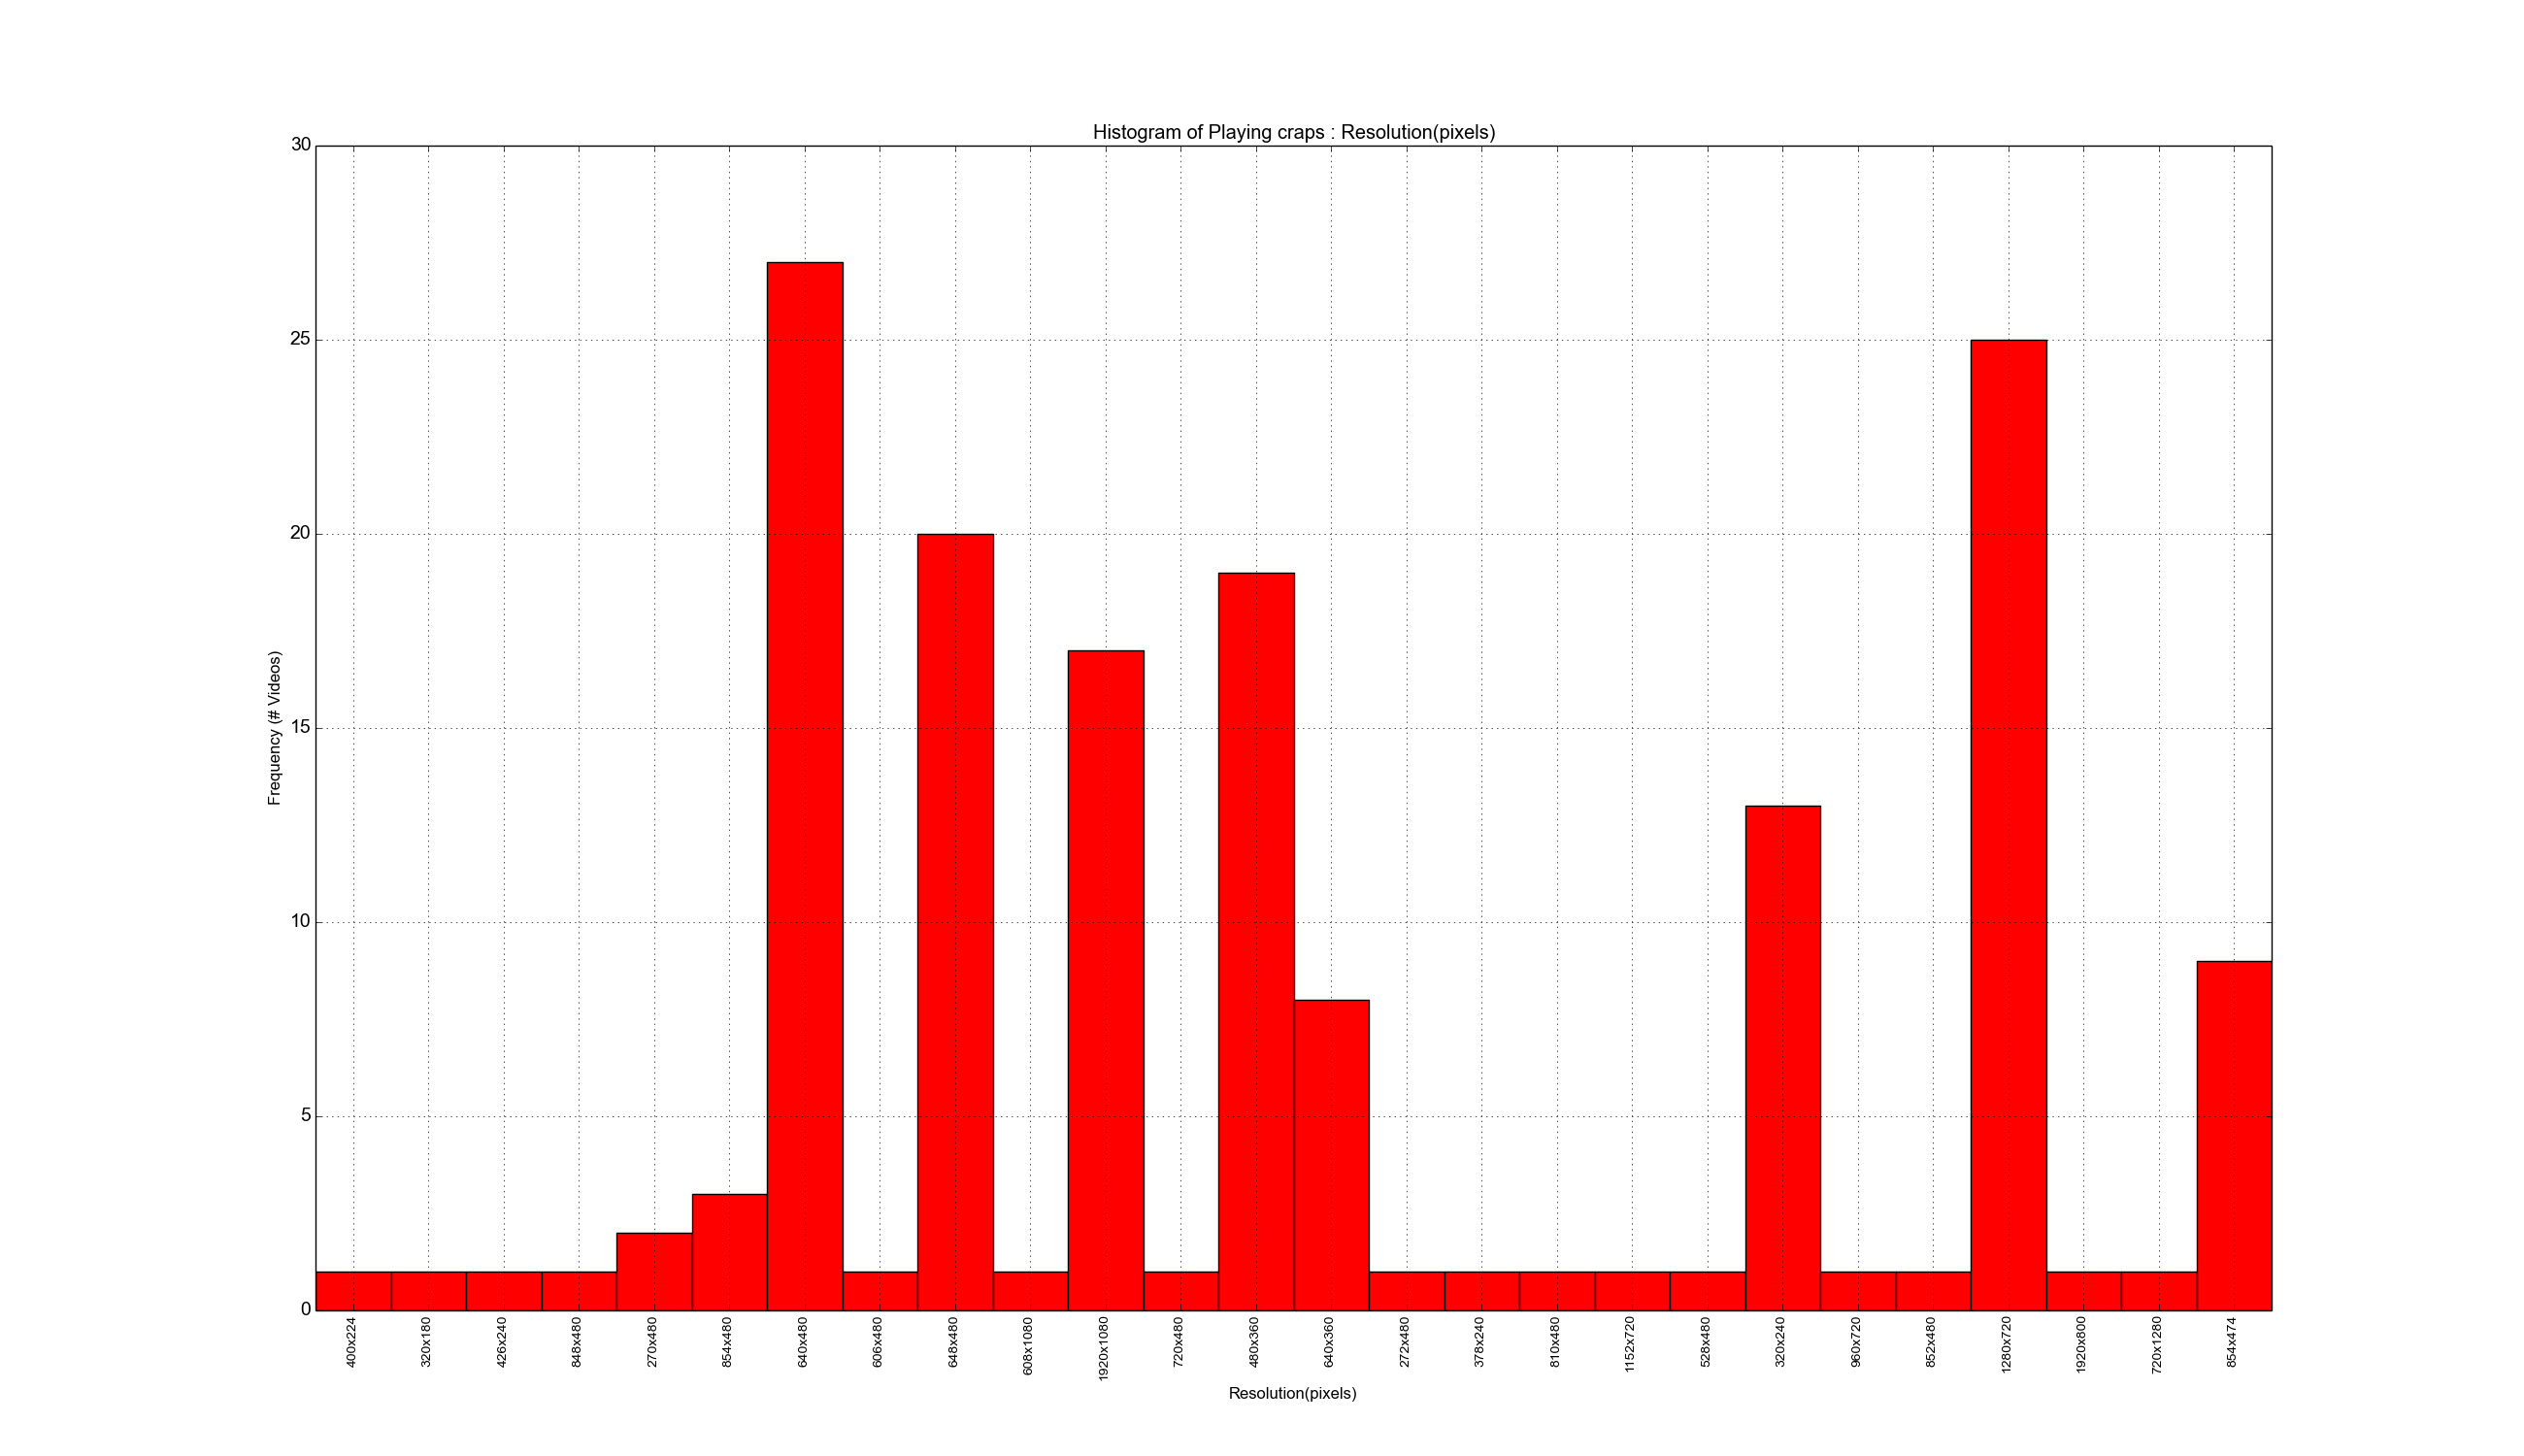 Histogram of Playing craps : Resolution(pixels)
30
25
20
15
10
5
0
Frequency (# Videos)
400x224
320x180
426x240
848x480
270x480
854x480
640x480
606x480
648x480
608x1080
1920x1080
720x480
480x360
640x360
272x480
378x240
810x480
1152x720
528x480
320x240
960x720
852x480
1280x720
1920x800
720x1280
854x474
Resolution(pixels)